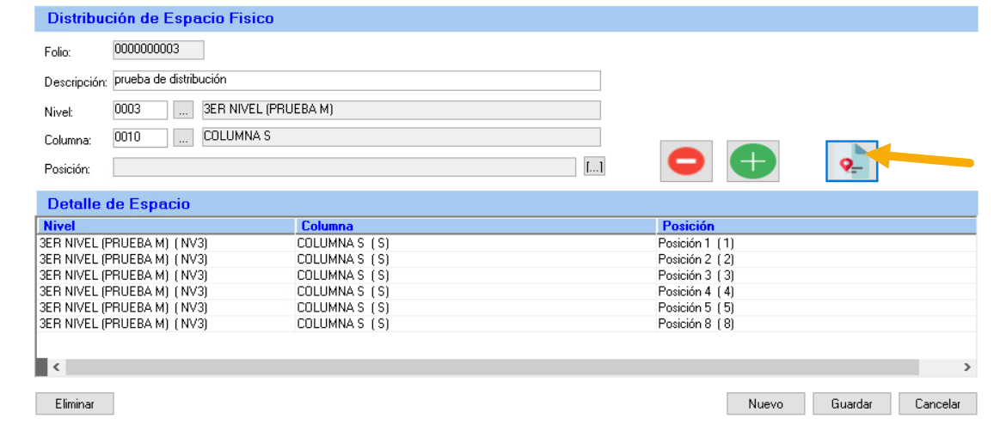 Distribución de Espacio Fisico
Folio: 0000000003
Descripción: prueba de distribución
Nivel: 0003 ... 3ER NIVEL (PRUEBA M)
Columna: 0010 ... COLUMNA S
Posición: [...]
Detalle de Espacio
Nivel Columna Posición
3ER NIVEL (PRUEBA M) ( NV3) COLUMNA S ( S) Posición 1 ( 1)
3ER NIVEL (PRUEBA M) ( NV3) COLUMNA S ( S) Posición 2 ( 2)
3ER NIVEL (PRUEBA M) ( NV3) COLUMNA S ( S) Posición 3 ( 3)
3ER NIVEL (PRUEBA M) ( NV3) COLUMNA S ( S) Posición 4 ( 4)
3ER NIVEL (PRUEBA M) ( NV3) COLUMNA S ( S) Posición 5 ( 5)
3ER NIVEL (PRUEBA M) ( NV3) COLUMNA S ( S) Posición 8 ( 8)
Eliminar Nuevo Guardar Cancelar